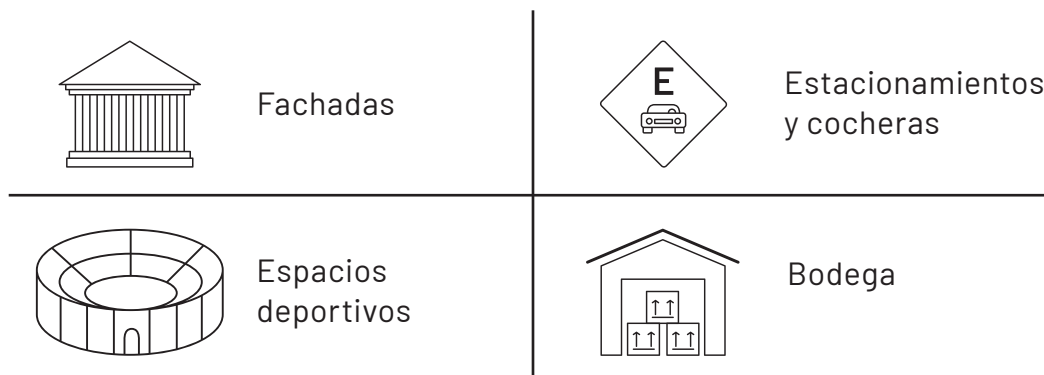 Fachadas
E
Estacionamientos
y cocheras
Espacios
deportivos
Bodega